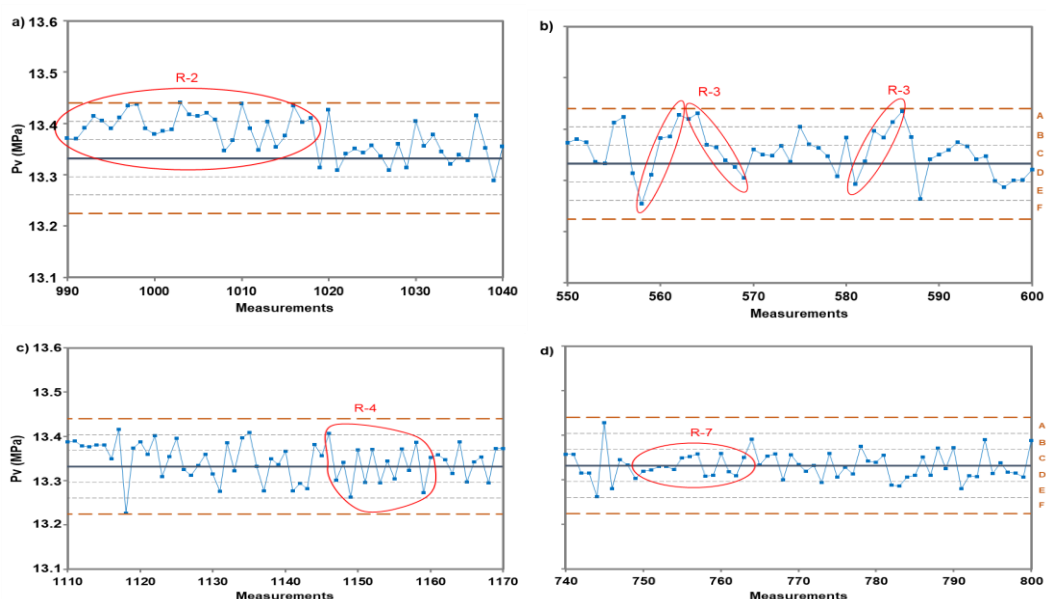 a)
13.6
13.5
13.4
13.3
13.2
13.1
Pv (MPa)
R-2
990 1000 1010 1020 1030 1040
Measurements
b)
R-3 R-3
A
B
C
D
E
F
550 560 570 580 590 600
Measurements
c)
13.6
13.5
13.4
13.3
13.2
13.1
Pv (MPa)
R-4
1110 1120 1130 1140 1150 1160 1170
Measurements
d)
R-7
A
B
C
D
E
F
740 750 760 770 780 790 800
Measurements